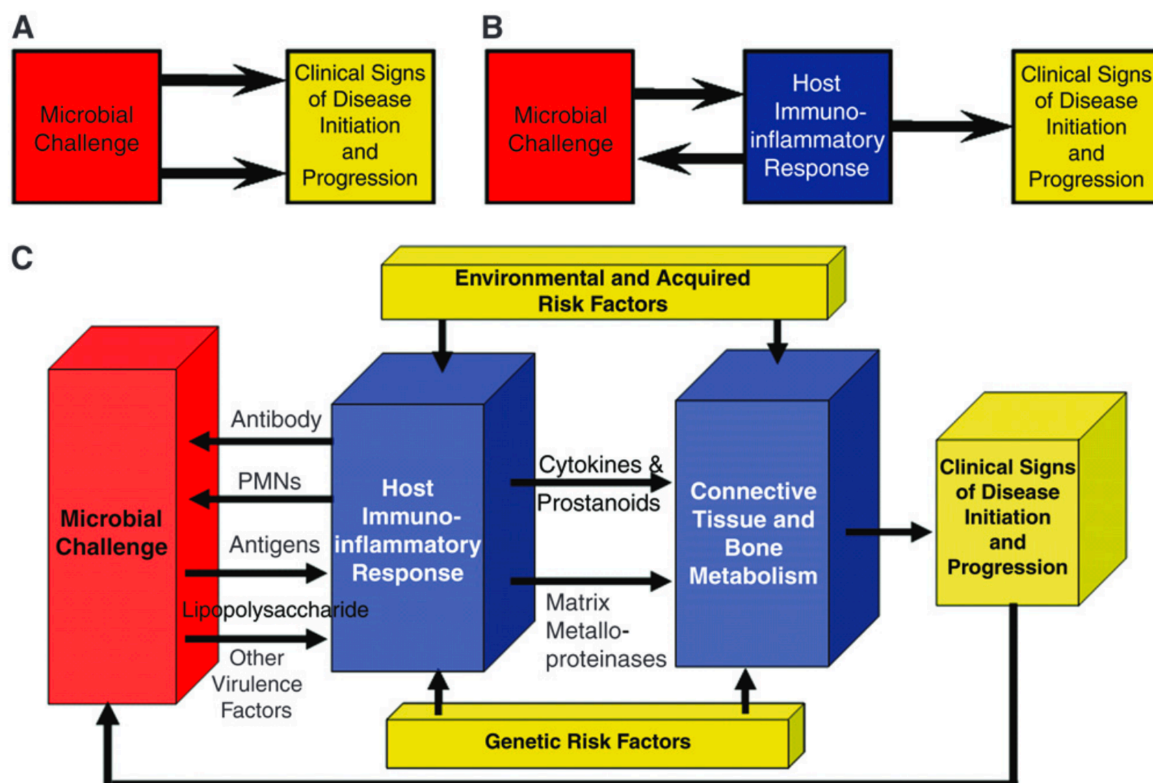 A
Microbial
Challenge
Clinical Signs
of Disease
Initiation
and
Progression
B
Microbial
Challenge
Host
Immuno-
inflammatory
Response
Clinical Signs
of Disease
Initiation
and
Progression
C
Environmental and Acquired
Risk Factors
Microbial
Challenge
Antibody
PMNs
Antigens
Lipopolysaccharide
Other
Virulence
Factors
Host
Immuno-
inflammatory
Response
Cytokines &
Prostanoids
Matrix
Metallo-
proteinases
Connective
Tissue and
Bone
Metabolism
Clinical Signs
of Disease
Initiation
and
Progression
Genetic Risk Factors